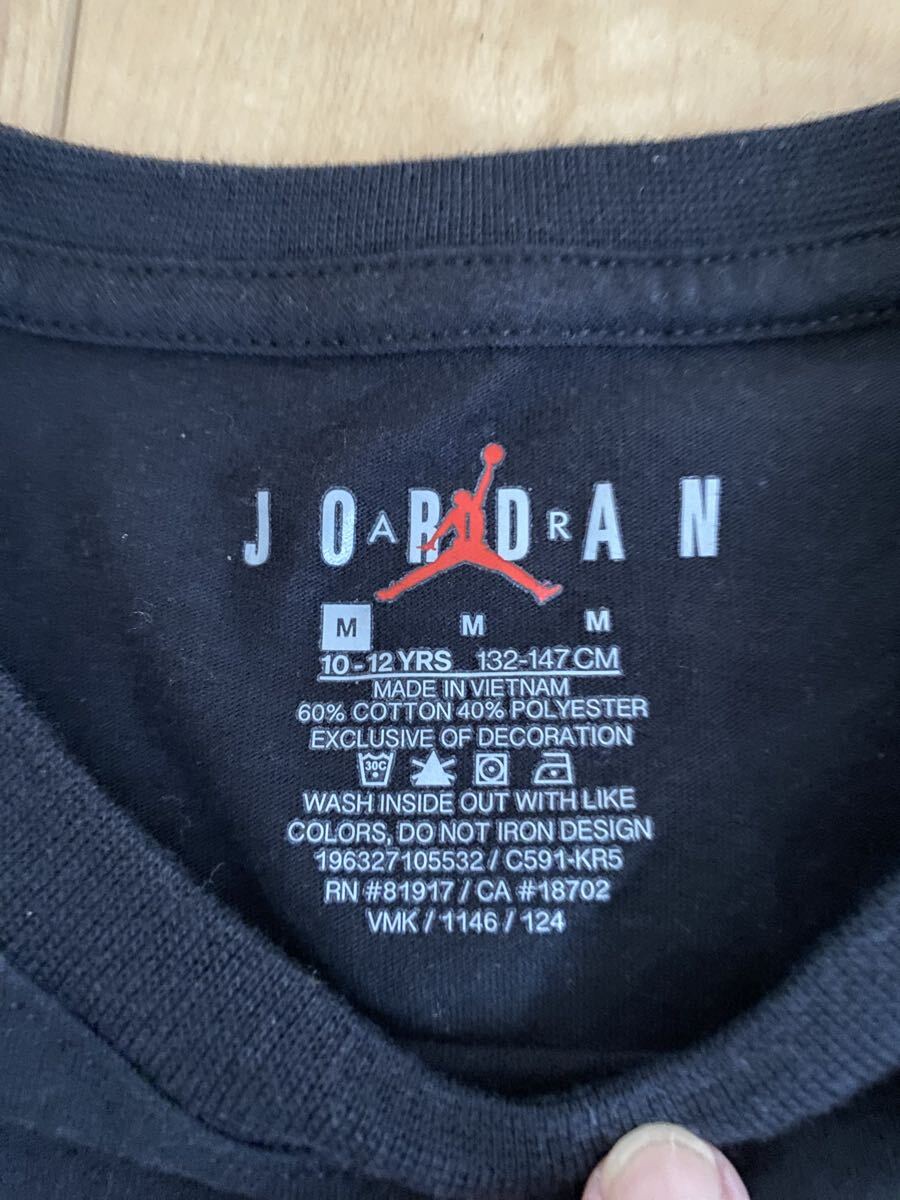 JORDAN
AIR
M M M
10-12 YRS 132-147 CM
MADE IN VIETNAM
60% COTTON 40% POLYESTER
EXCLUSIVE OF DECORATION
30C
WASH INSIDE OUT WITH LIKE
COLORS, DO NOT IRON DESIGN
196327105532 / C591-KR5
RN #81917 / CA #18702
VMK / 1146 / 124